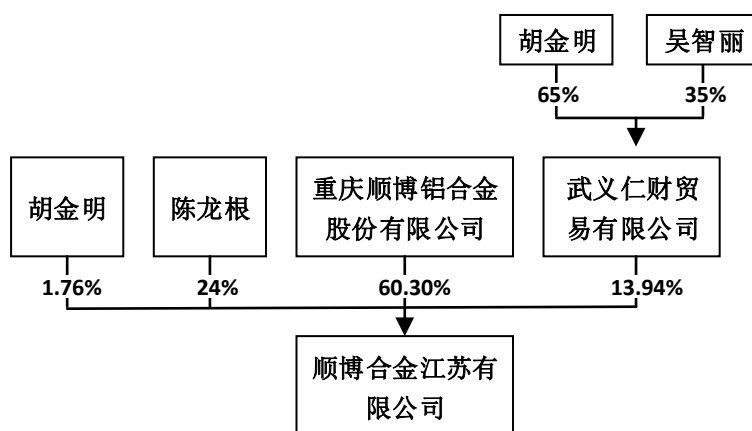 胡金明
吴智丽
65%
35%
胡金明
陈龙根
重庆顺博铝合金
股份有限公司
武义仁财贸
易有限公司
1.76%
24%
60.30%
13.94%
顺博合金江苏有
限公司